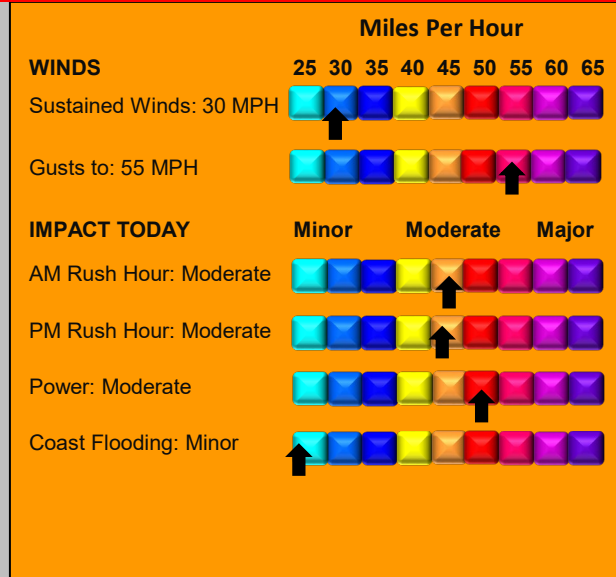 Miles Per Hour
WINDS 25 30 35 40 45 50 55 60 65
Sustained Winds: 30 MPH
Gusts to: 55 MPH
IMPACT TODAY Minor Moderate Major
AM Rush Hour: Moderate
PM Rush Hour: Moderate
Power: Moderate
Coast Flooding: Minor